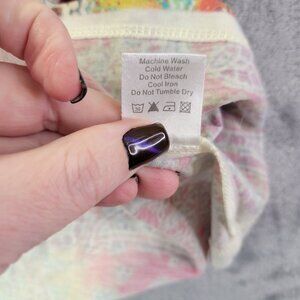 Machine Wash
Cold Water
Do Not Bleach
Cool Iron
Do Not Tumble Dry